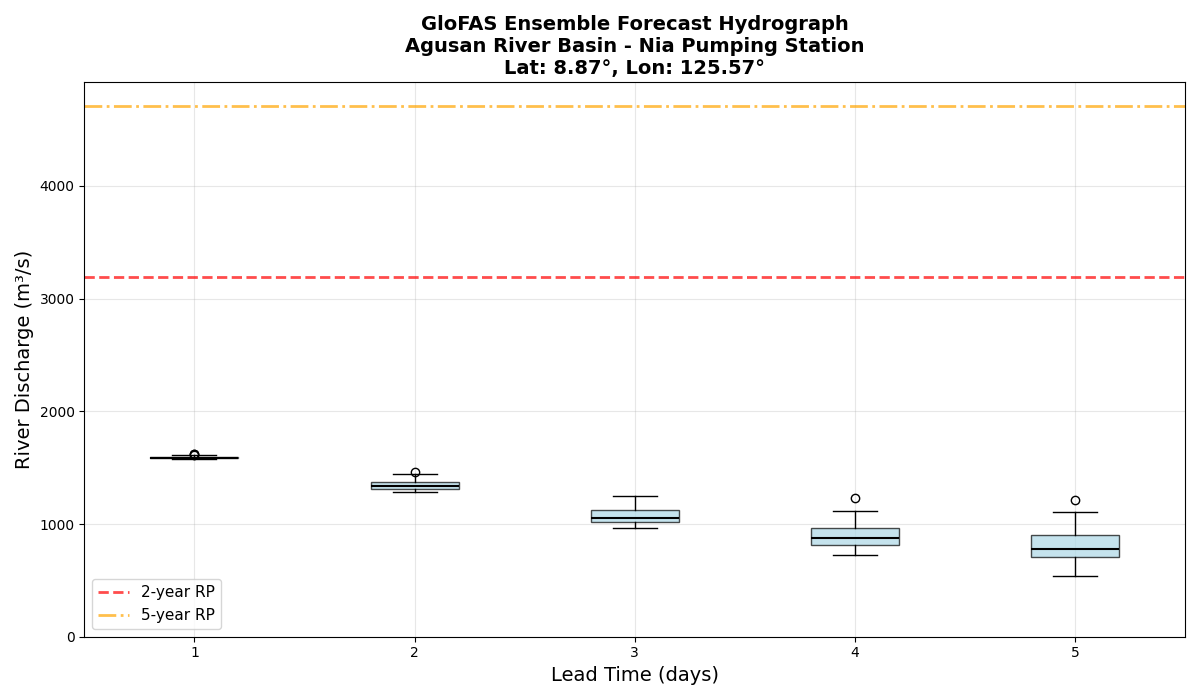 GloFAS Ensemble Forecast Hydrograph
Agusan River Basin - Nia Pumping Station
Lat: 8.87°, Lon: 125.57°
River Discharge (m³/s)
4000
3000
2000
1000
0
2-year RP
5-year RP
1 2 3 4 5
Lead Time (days)